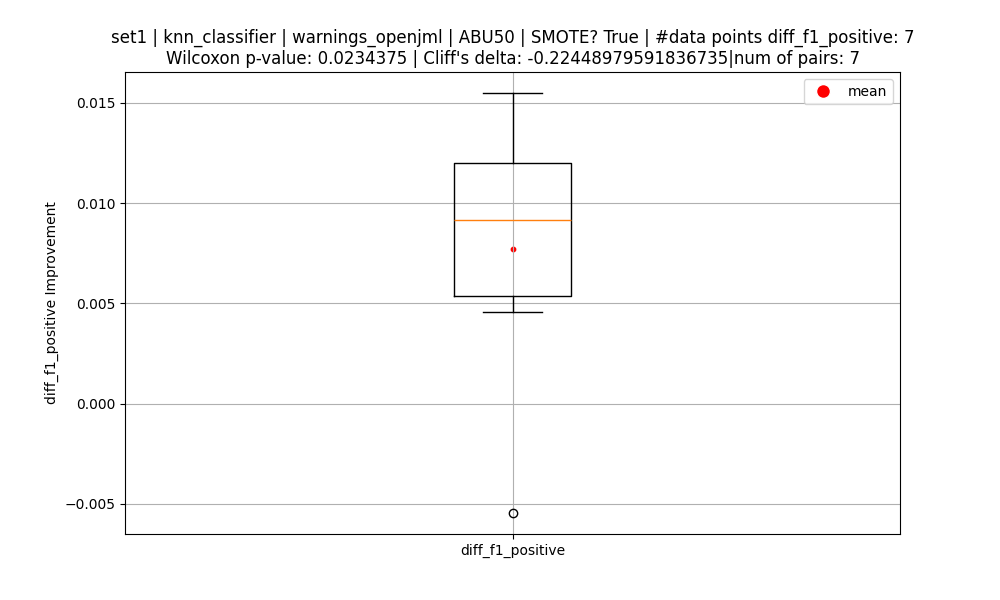 set1 | knn_classifier | warnings_openjml | ABU50 | SMOTE? True | #data points diff_f1_positive: 7
Wilcoxon p-value: 0.0234375 | Cliff's delta: -0.22448979591836735|num of pairs: 7
mean
0.015
0.010
0.005
0.000
−0.005
diff_f1_positive Improvement
diff_f1_positive